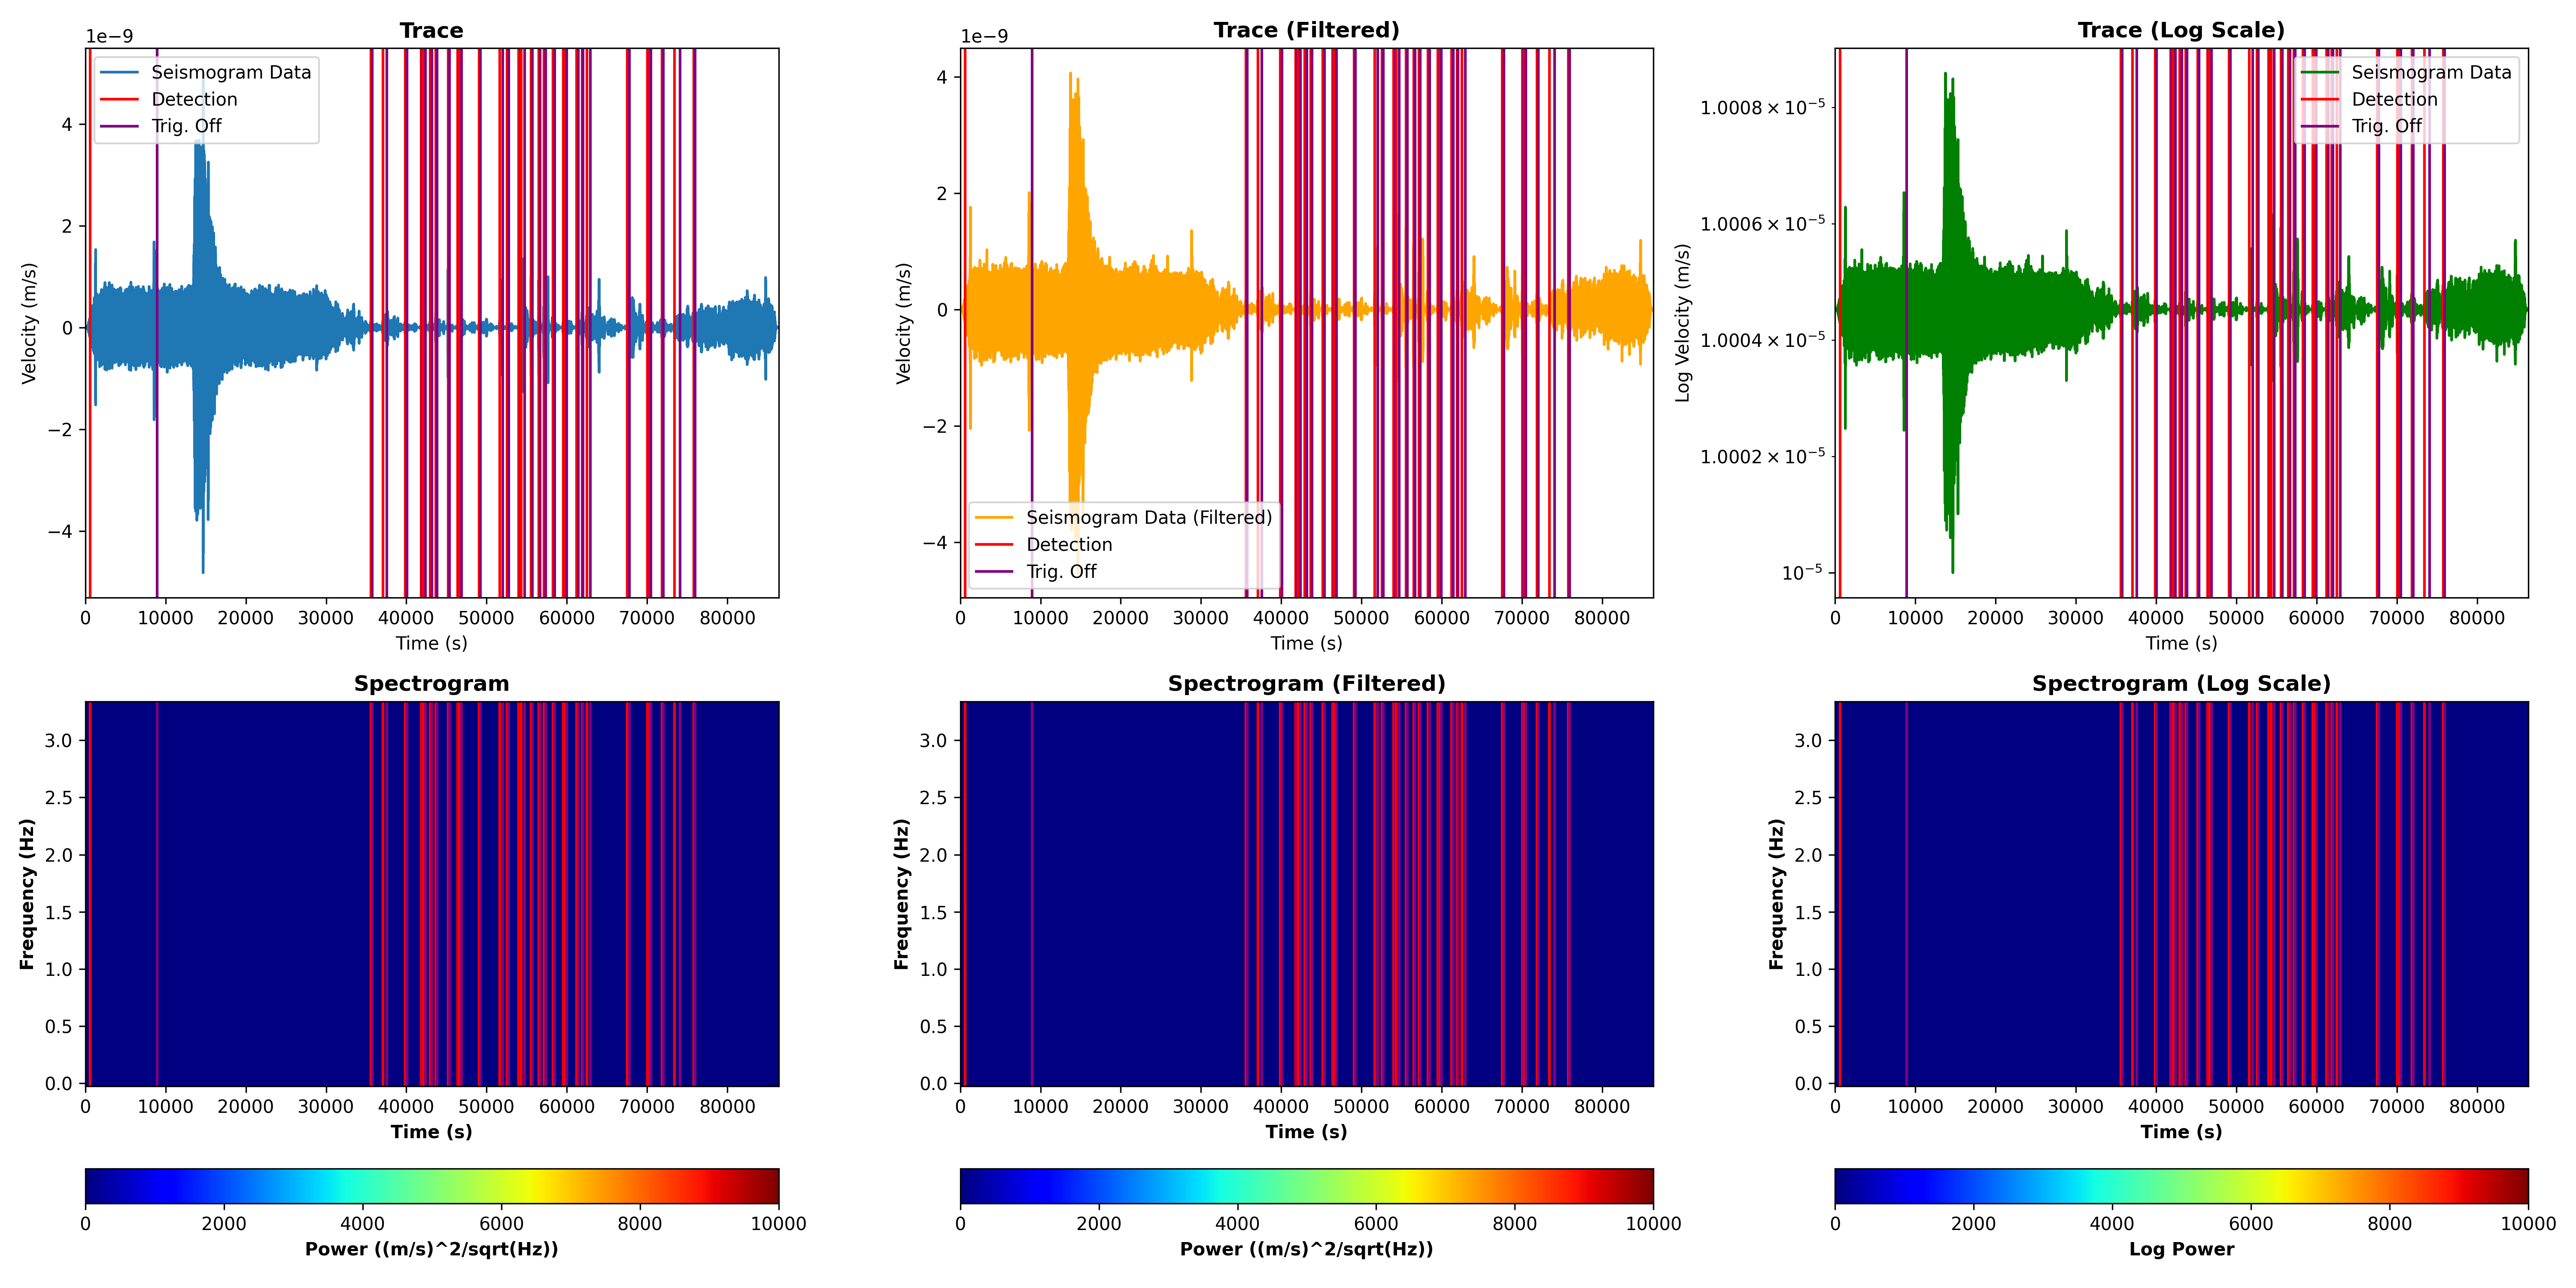 Trace
1e−9
Seismogram Data
Detection
Trig. Off
4
2
0
−2
−4
Velocity (m/s)
0 10000 20000 30000 40000 50000 60000 70000 80000
Time (s)
Trace (Filtered)
1e−9
4
2
0
−2
−4
Velocity (m/s)
Seismogram Data (Filtered)
Detection
Trig. Off
0 10000 20000 30000 40000 50000 60000 70000 80000
Time (s)
Trace (Log Scale)
Seismogram Data
Detection
Trig. Off
1.0008 × 10⁻⁵
1.0006 × 10⁻⁵
1.0004 × 10⁻⁵
1.0002 × 10⁻⁵
10⁻⁵
Log Velocity (m/s)
0 10000 20000 30000 40000 50000 60000 70000 80000
Time (s)
Spectrogram
3.0
2.5
2.0
1.5
1.0
0.5
0.0
Frequency (Hz)
0 10000 20000 30000 40000 50000 60000 70000 80000
Time (s)
0 2000 4000 6000 8000 10000
Power ((m/s)^2/sqrt(Hz))
Spectrogram (Filtered)
3.0
2.5
2.0
1.5
1.0
0.5
0.0
Frequency (Hz)
0 10000 20000 30000 40000 50000 60000 70000 80000
Time (s)
0 2000 4000 6000 8000 10000
Power ((m/s)^2/sqrt(Hz))
Spectrogram (Log Scale)
3.0
2.5
2.0
1.5
1.0
0.5
0.0
Frequency (Hz)
0 10000 20000 30000 40000 50000 60000 70000 80000
Time (s)
0 2000 4000 6000 8000 10000
Log Power